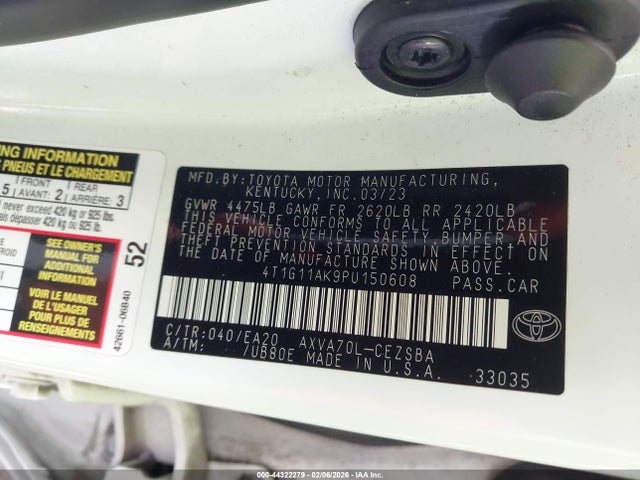 ING INFORMATION
PNEUS ET LE CHARGEMENT
5 FRONT AVANT: 2 REAR ARRIÈRE: 3
never exceed 420 kg or 925 lbs.
dépasser 420 kg ou 925 lb.
SEE OWNER'S
MANUAL FOR
ADDITIONAL
INFORMATION
VOIR LE MANUEL
DE L'USAGER
POUR PLUS DE
RENSEIGNEMENTS
52
42661-06840
MFD.BY:TOYOTA MOTOR MANUFACTURING,
KENTUCKY, INC.03/23
GVWR 4475LB GAWR FR 2620LB RR 2420LB
THIS VEHICLE CONFORMS TO ALL APPLICABLE
FEDERAL MOTOR VEHICLE SAFETY,BUMPER,AND
THEFT PREVENTION STANDARDS IN EFFECT ON
THE DATE OF MANUFACTURE SHOWN ABOVE.
4T1G11AK9PU150608 PASS.CAR
C/TR:040/EA20 AXVA70L-CEZSBA
A/TM: /UB80E MADE IN U.S.A.
33035
000-44322279 - 02/06/2026 - IAA Inc.